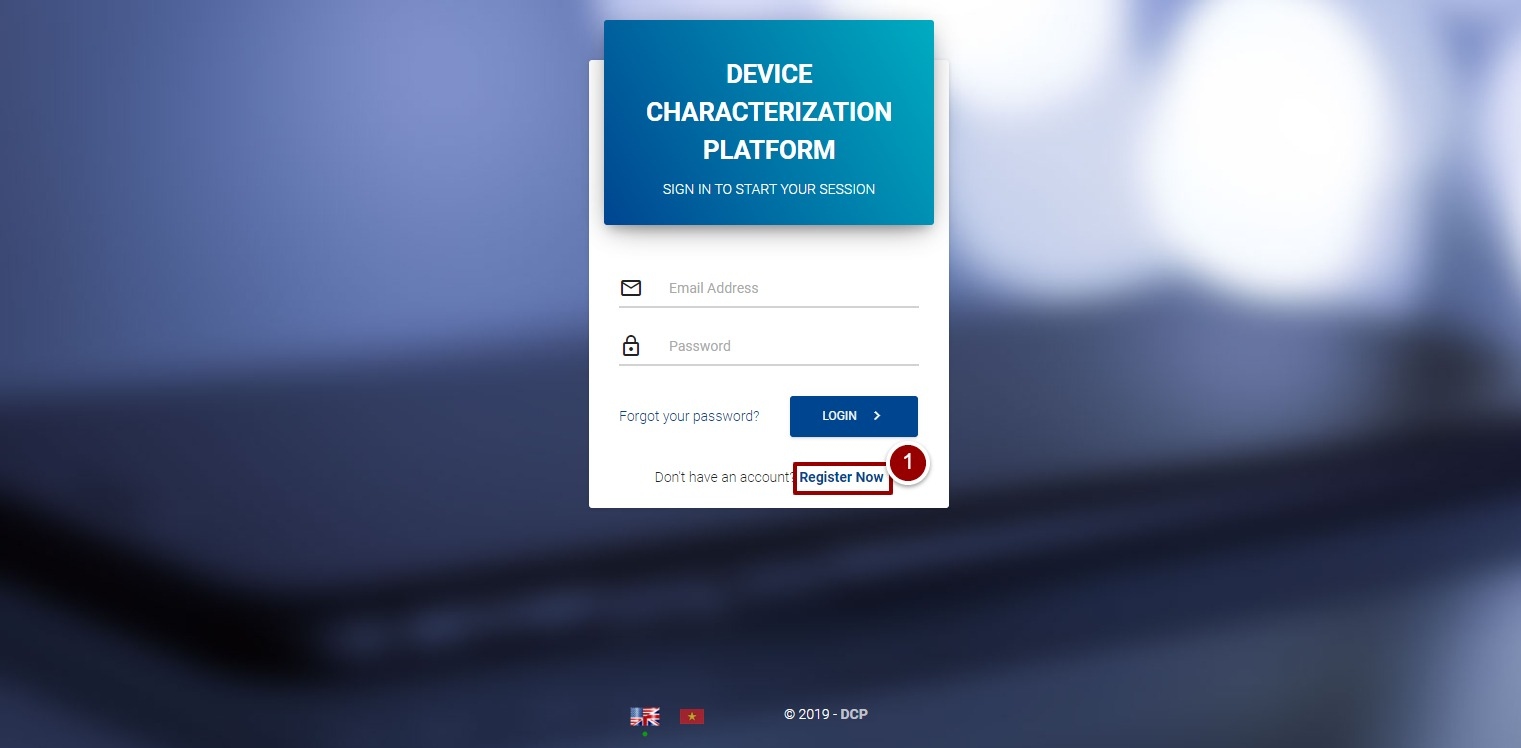 DEVICE
CHARACTERIZATION
PLATFORM
SIGN IN TO START YOUR SESSION
Email Address
Password
Forgot your password?
LOGIN
Don't have an account? Register Now
1
© 2019 - DCP